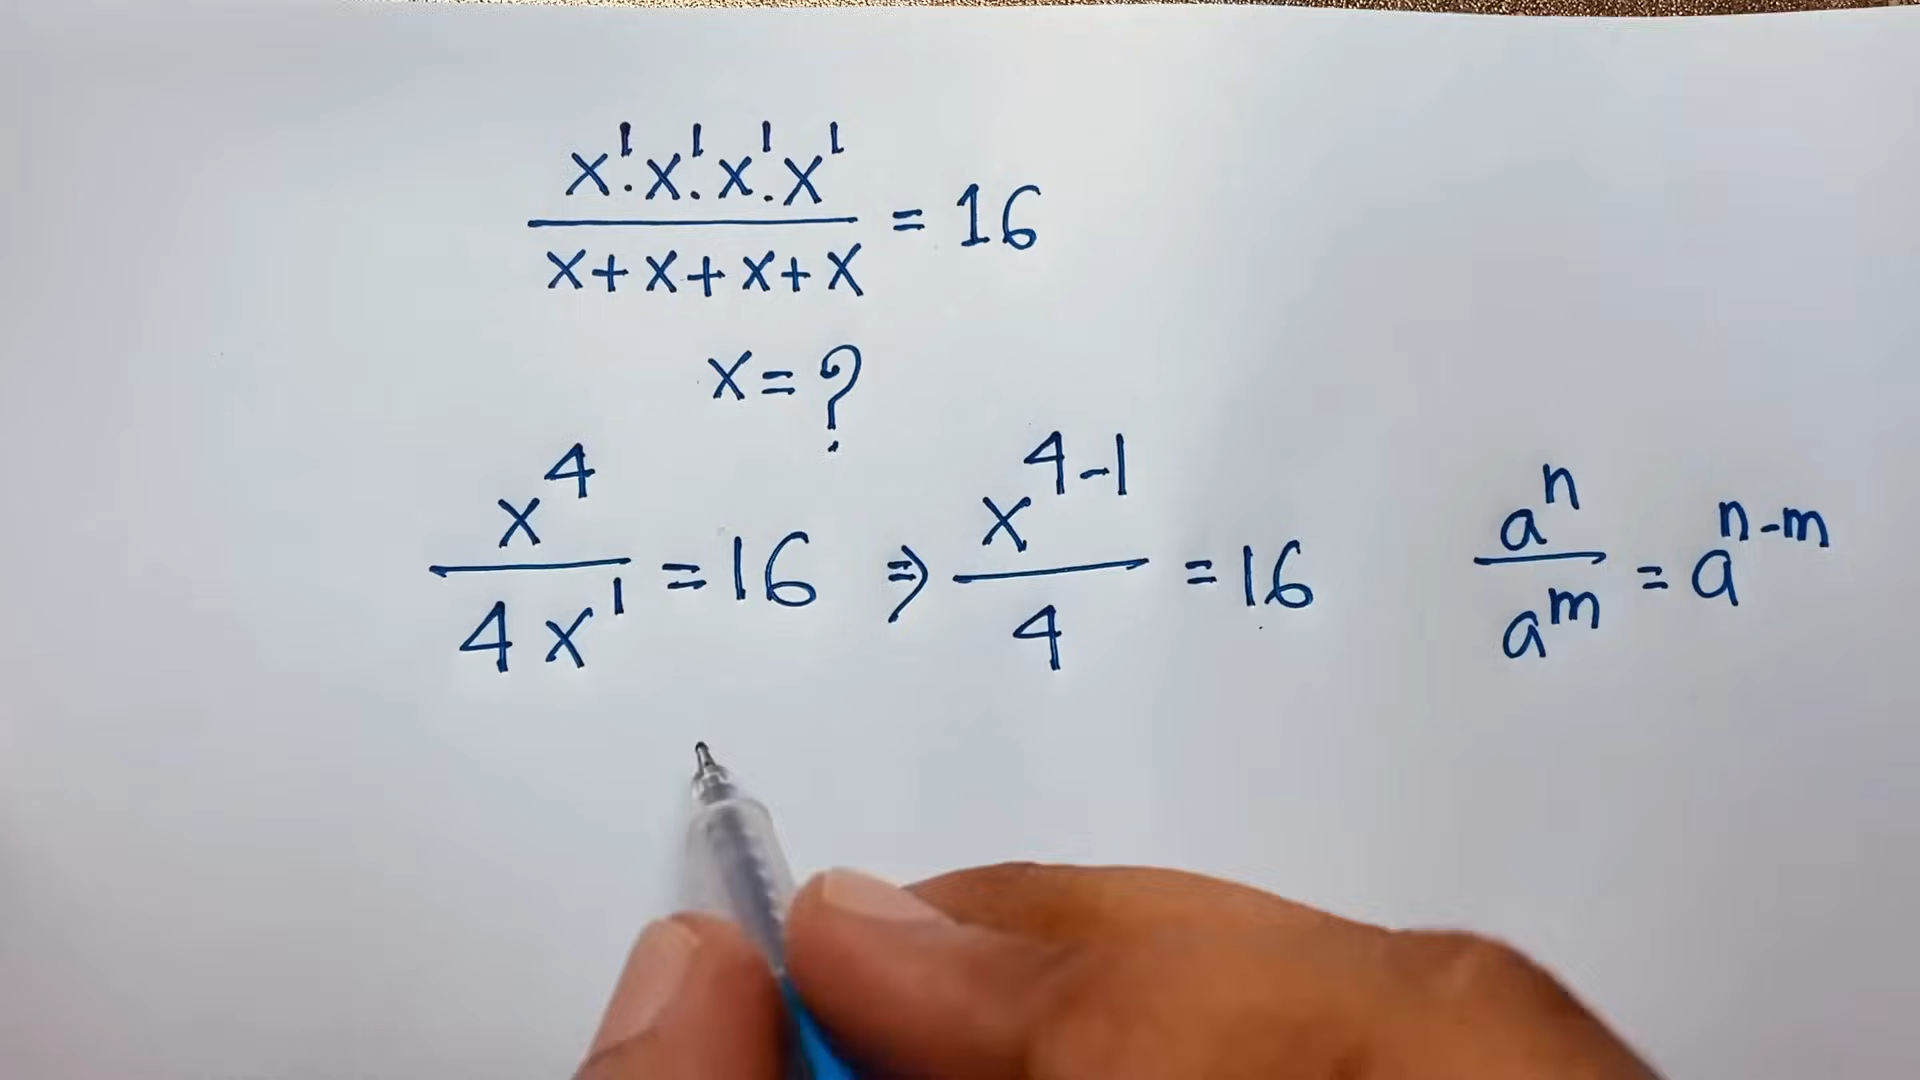 x¹.x¹.x¹.x¹ / x+x+x+x = 16
x = ?
x⁴ / 4x¹ = 16 ⇒ x⁴⁻¹ / 4 = 16   aⁿ / aᵐ = aⁿ⁻ᵐ